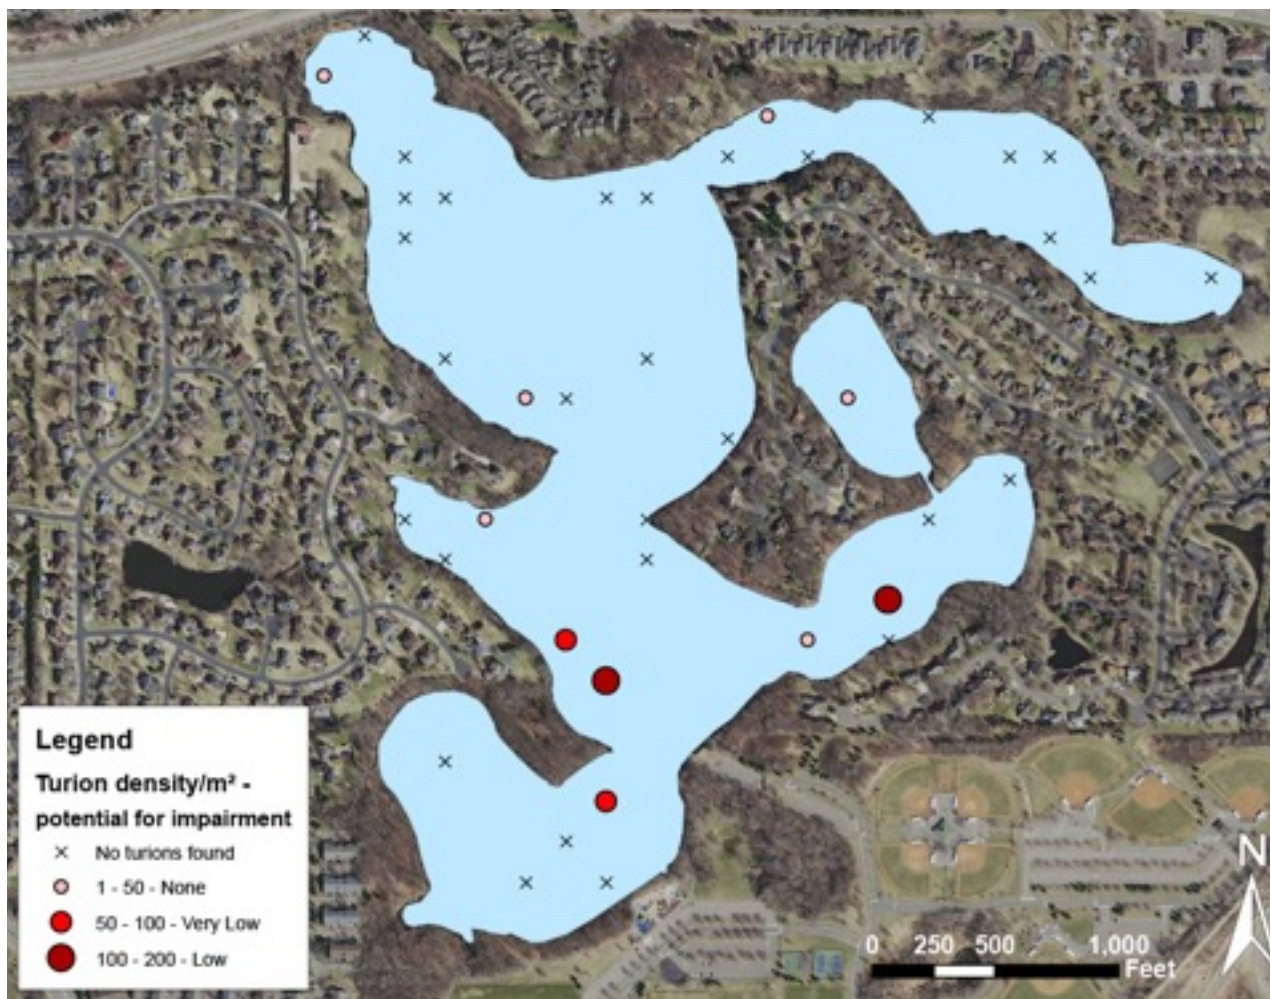 Legend
Turion density/m² -
potential for impairment
No turions found
1 - 50 - None
50 - 100 - Very Low
100 - 200 - Low
N
0 250 500 1,000
Feet